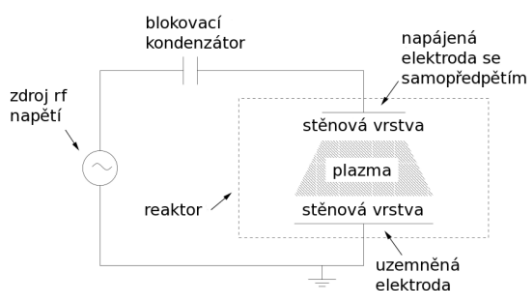 blokovací
kondenzátor
napájená
elektroda se
samopředpětím
zdroj rf
napětí
stěnová vrstva
plazma
reaktor
stěnová vrstva
uzemněná
elektroda